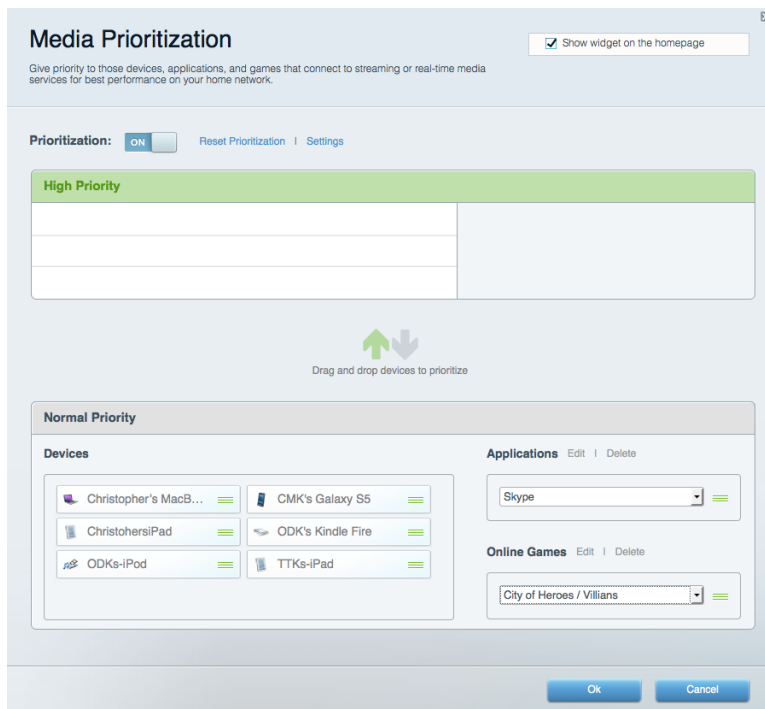 Media Prioritization
Show widget on the homepage
Give priority to those devices, applications, and games that connect to streaming or real-time media
services for best performance on your home network.
Prioritization: ON Reset Prioritization | Settings
High Priority
Drag and drop devices to prioritize
Normal Priority
Devices
Christopher's MacB...
CMK's Galaxy S5
ChristohersiPad
ODK's Kindle Fire
ODKs-iPod
TTKs-iPad
Applications Edit | Delete
Skype
Online Games Edit | Delete
City of Heroes / Villians
Ok
Cancel